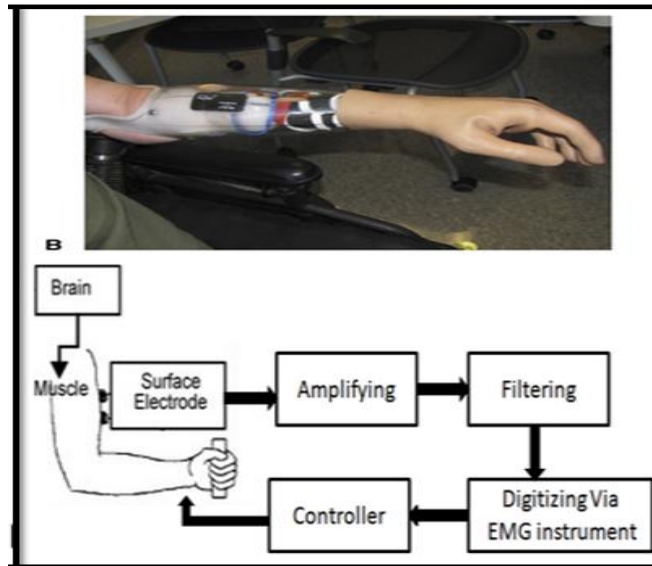 B
Brain
Muscle
Surface
Electrode
Amplifying
Filtering
Controller
Digitizing Via
EMG instrument